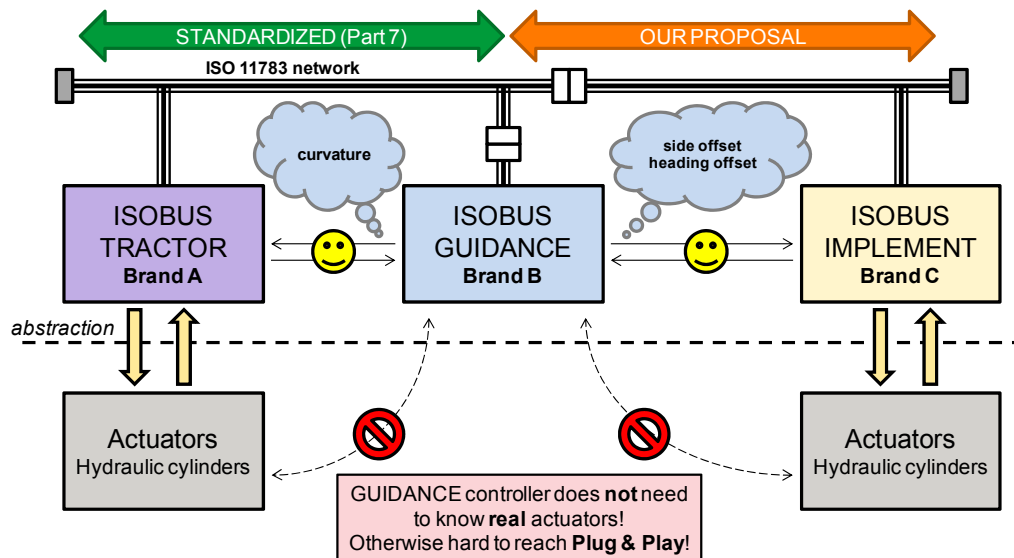 STANDARDIZED (Part 7)
OUR PROPOSAL
ISO 11783 network
curvature
side offset
heading offset
ISOBUS
TRACTOR
Brand A
ISOBUS
GUIDANCE
Brand B
ISOBUS
IMPLEMENT
Brand C
abstraction
Actuators
Hydraulic cylinders
Actuators
Hydraulic cylinders
GUIDANCE controller does not need
to know real actuators!
Otherwise hard to reach Plug & Play!